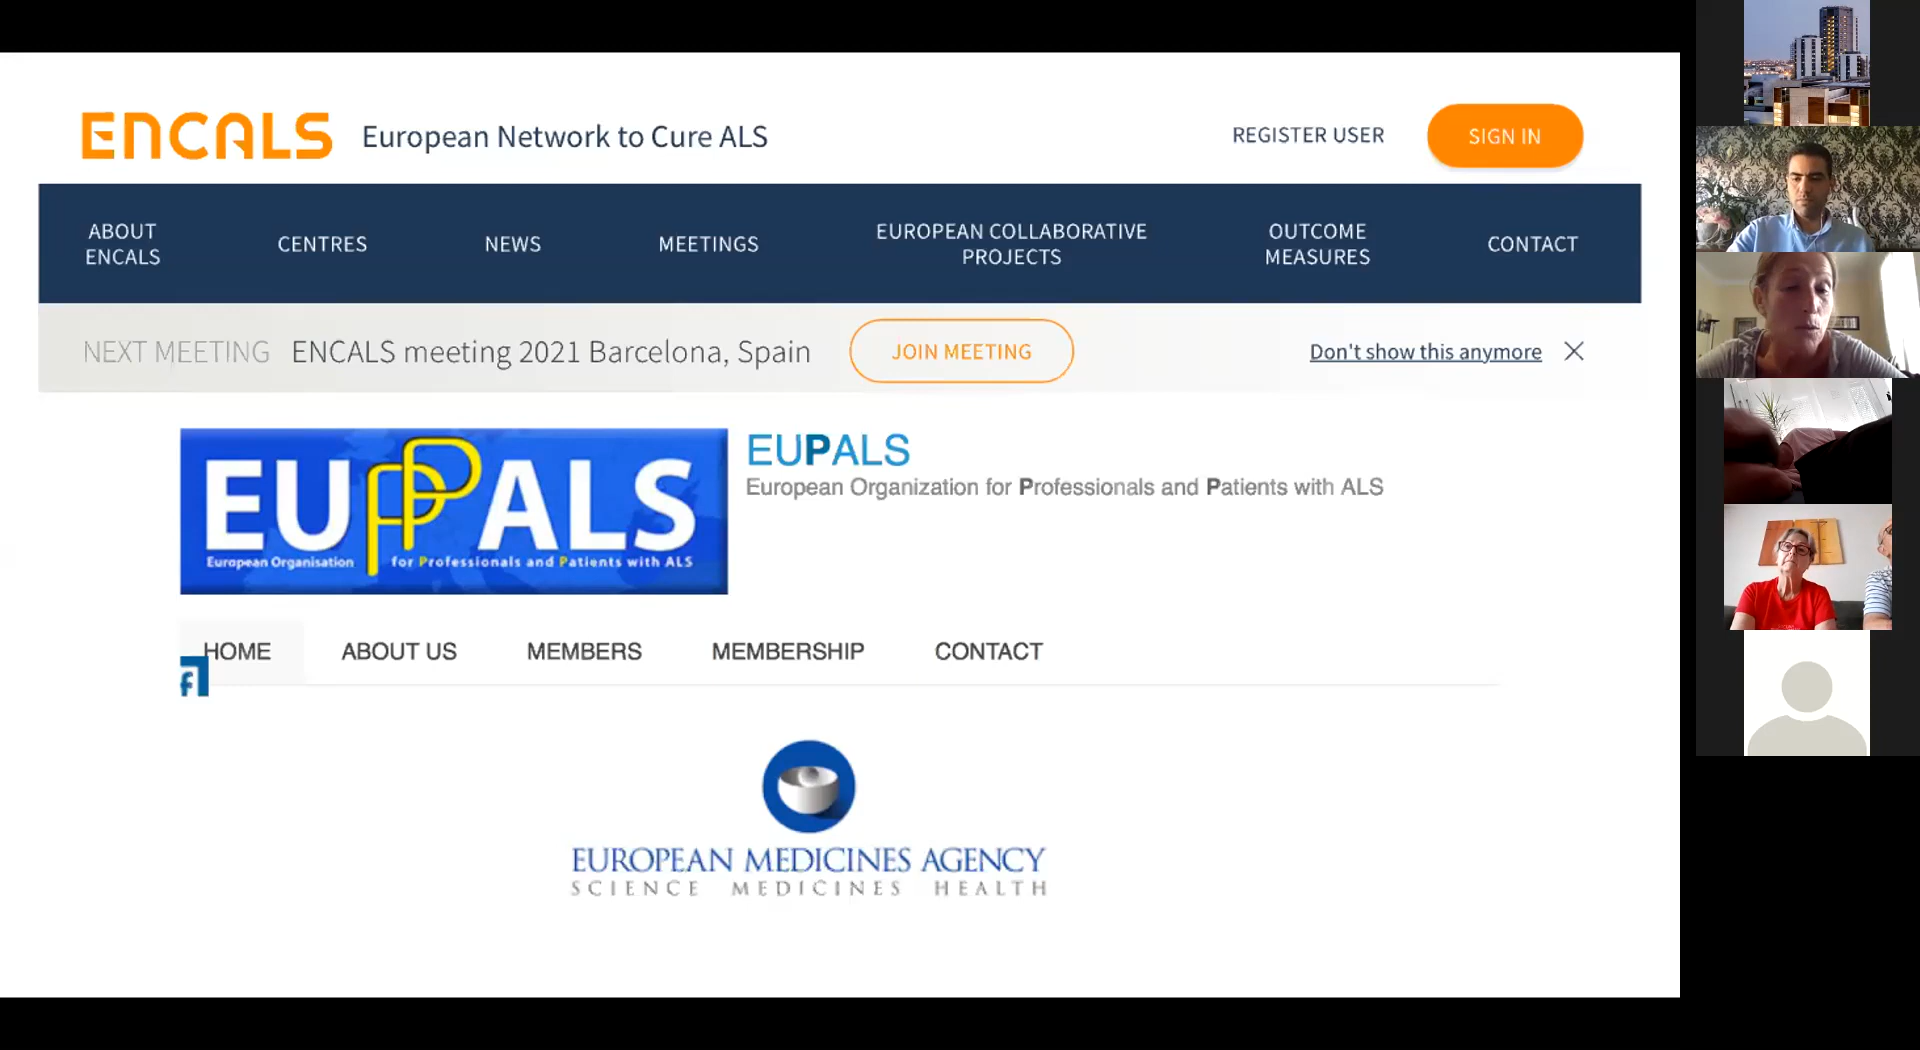 ENCALS European Network to Cure ALS
REGISTER USER
SIGN IN
ABOUT
ENCALS
CENTRES
NEWS
MEETINGS
EUROPEAN COLLABORATIVE
PROJECTS
OUTCOME
MEASURES
CONTACT
NEXT MEETING ENCALS meeting 2021 Barcelona, Spain
JOIN MEETING
Don't show this anymore
EUPPALS
European Organisation for Professionals and Patients with ALS
EUPALS
European Organization for Professionals and Patients with ALS
HOME
ABOUT US
MEMBERS
MEMBERSHIP
CONTACT
f
EUROPEAN MEDICINES AGENCY
SCIENCE MEDICINES HEALTH